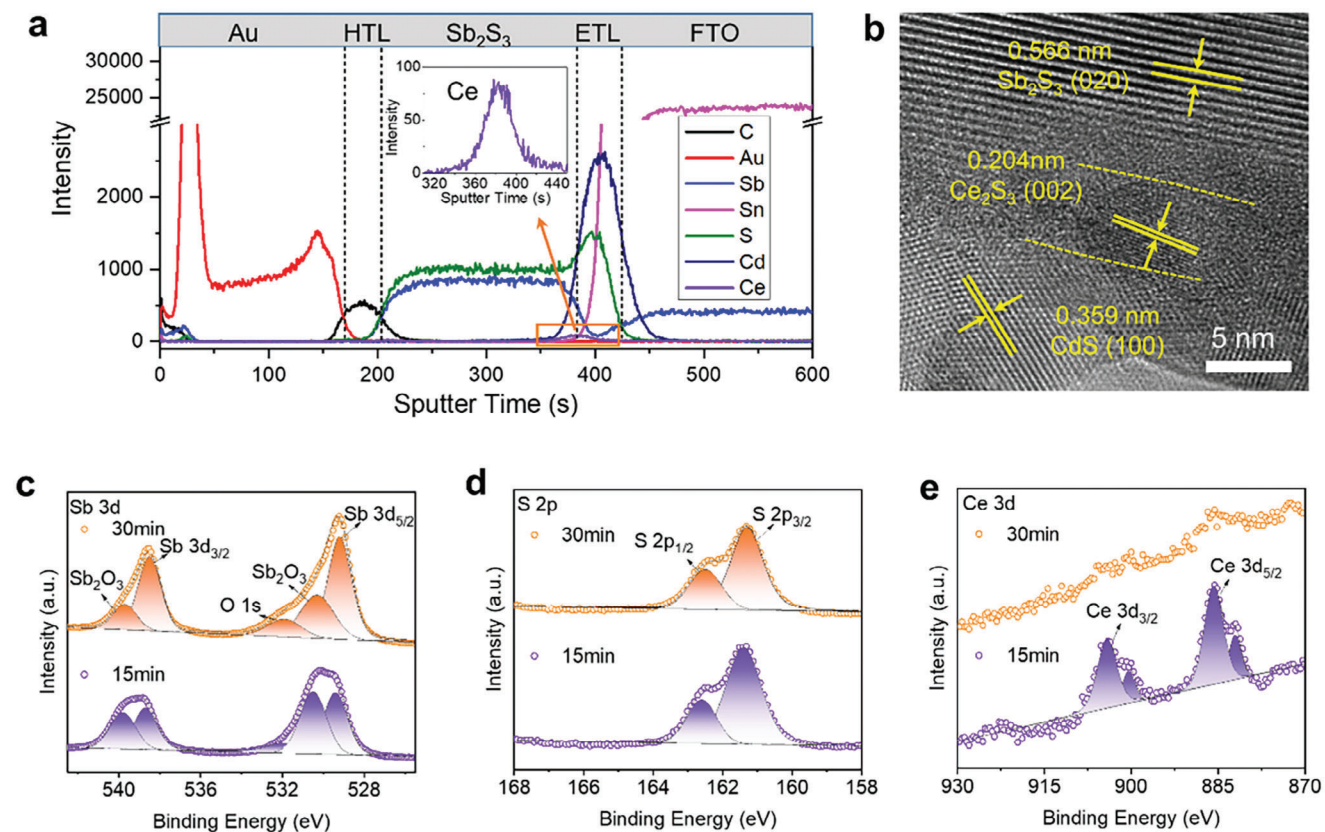 a
Au HTL Sb₂S₃ ETL FTO
30000
25000
2000
1000
0
Intensity
0 100 200 300 400 500 600
Sputter Time (s)
100
50
0
Intensity
Ce
320 360 400 440
Sputter Time (s)
C
Au
Sb
Sn
S
Cd
Ce
b
0.566 nm
Sb₂S₃ (020)
0.204nm
Ce₂S₃ (002)
0.359 nm
CdS (100)
5 nm
c
Sb 3d
30min
Sb 3d₃/₂
Sb₂O₃
Sb 3d₅/₂
Sb₂O₃
O 1s
15min
Intensity (a.u.)
540 536 532 528
Binding Energy (eV)
d
S 2p
30min
S 2p₁/₂
S 2p₃/₂
15min
Intensity (a.u.)
168 166 164 162 160 158
Binding Energy (eV)
e
Ce 3d
30min
Ce 3d₅/₂
Ce 3d₃/₂
15min
Intensity (a.u.)
930 915 900 885 870
Binding Energy (eV)